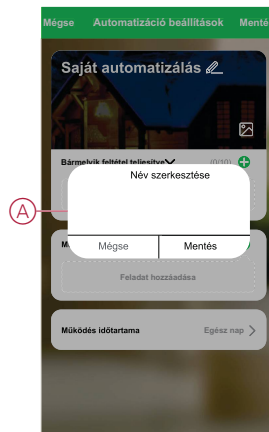 Mégse Automatizáció beállítások Menté
Saját automatizálás
Bármelyik feltétel teljesítve (0/10)
Név szerkesztése
A
Mégse Mentés
M
Feladat hozzáadása
Működés időtartama Egész nap